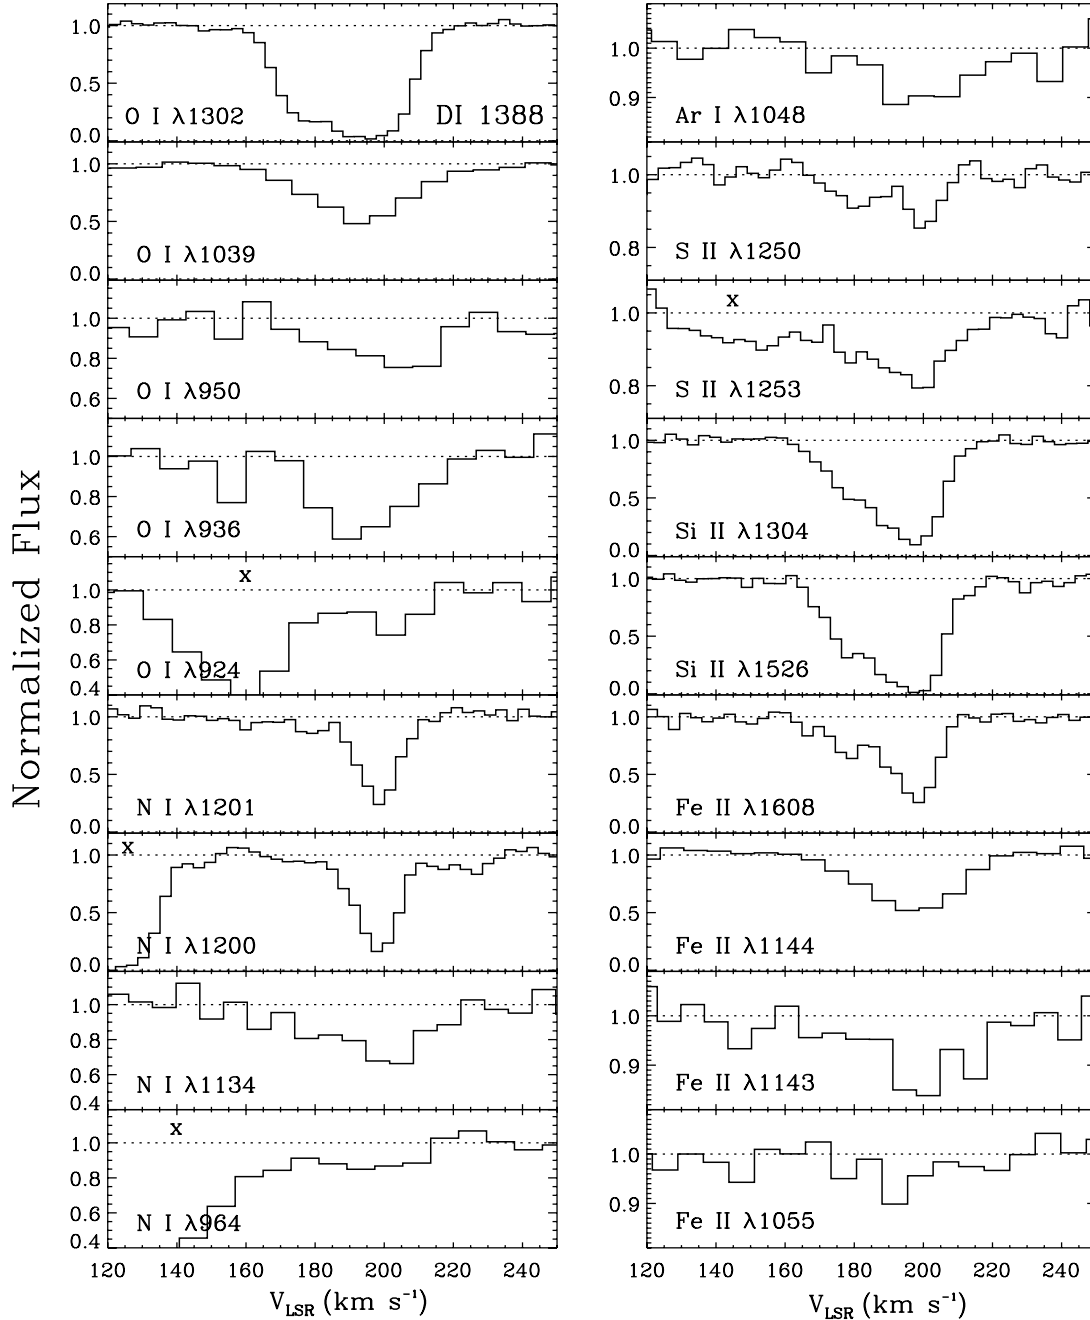 Normalized Flux
1.0
0.5
0.0
O I λ1302
DI 1388
1.0
0.5
0.0
O I λ1039
1.0
0.8
0.6
O I λ950
1.0
0.8
0.6
O I λ936
x
1.0
0.8
0.6
0.4
O I λ924
1.0
0.5
0.0
N I λ1201
x
1.0
0.5
0.0
N I λ1200
1.0
0.8
0.6
0.4
N I λ1134
x
1.0
0.8
0.6
0.4
N I λ964
120 140 160 180 200 220 240
V_LSR (km s⁻¹)
1.0
0.9
Ar I λ1048
1.0
0.8
S II λ1250
x
1.0
0.8
S II λ1253
1.0
0.5
0.0
Si II λ1304
1.0
0.5
0.0
Si II λ1526
1.0
0.5
0.0
Fe II λ1608
1.0
0.5
0.0
Fe II λ1144
1.0
0.9
Fe II λ1143
1.0
0.9
Fe II λ1055
120 140 160 180 200 220 240
V_LSR (km s⁻¹)